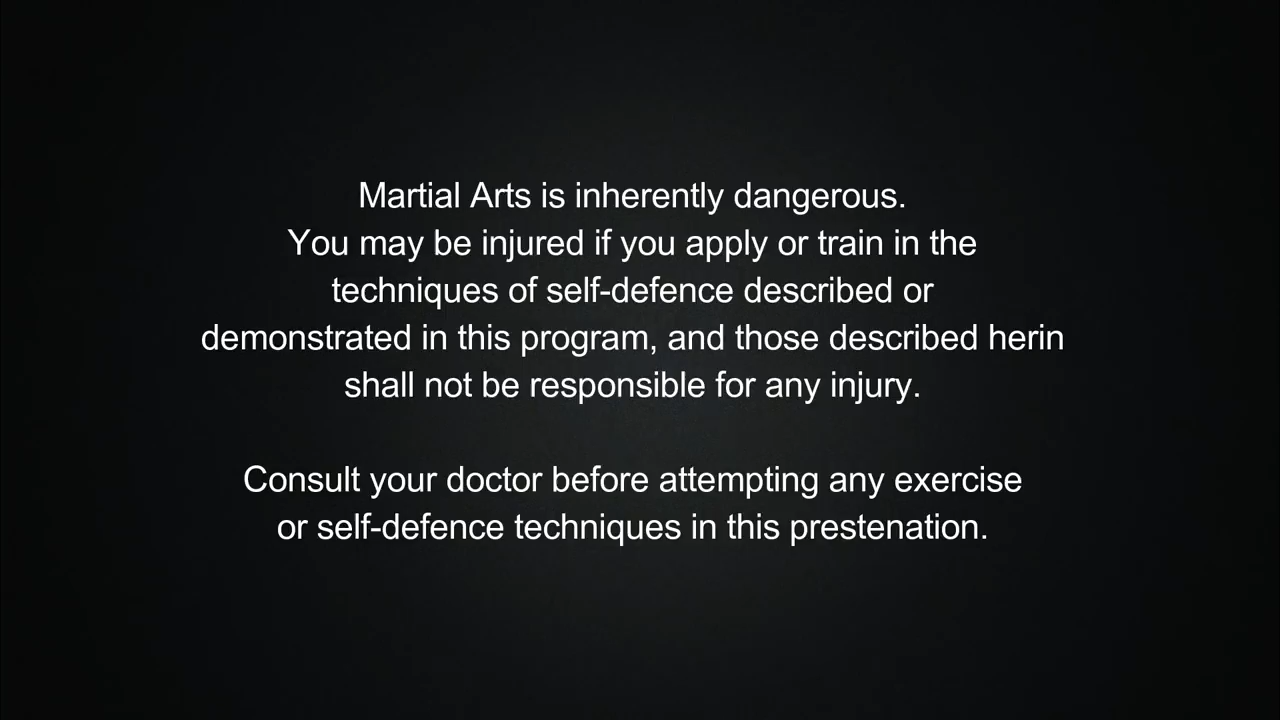 Martial Arts is inherently dangerous.
You may be injured if you apply or train in the
techniques of self-defence described or
demonstrated in this program, and those described herin
shall not be responsible for any injury.
Consult your doctor before attempting any exercise
or self-defence techniques in this prestenation.